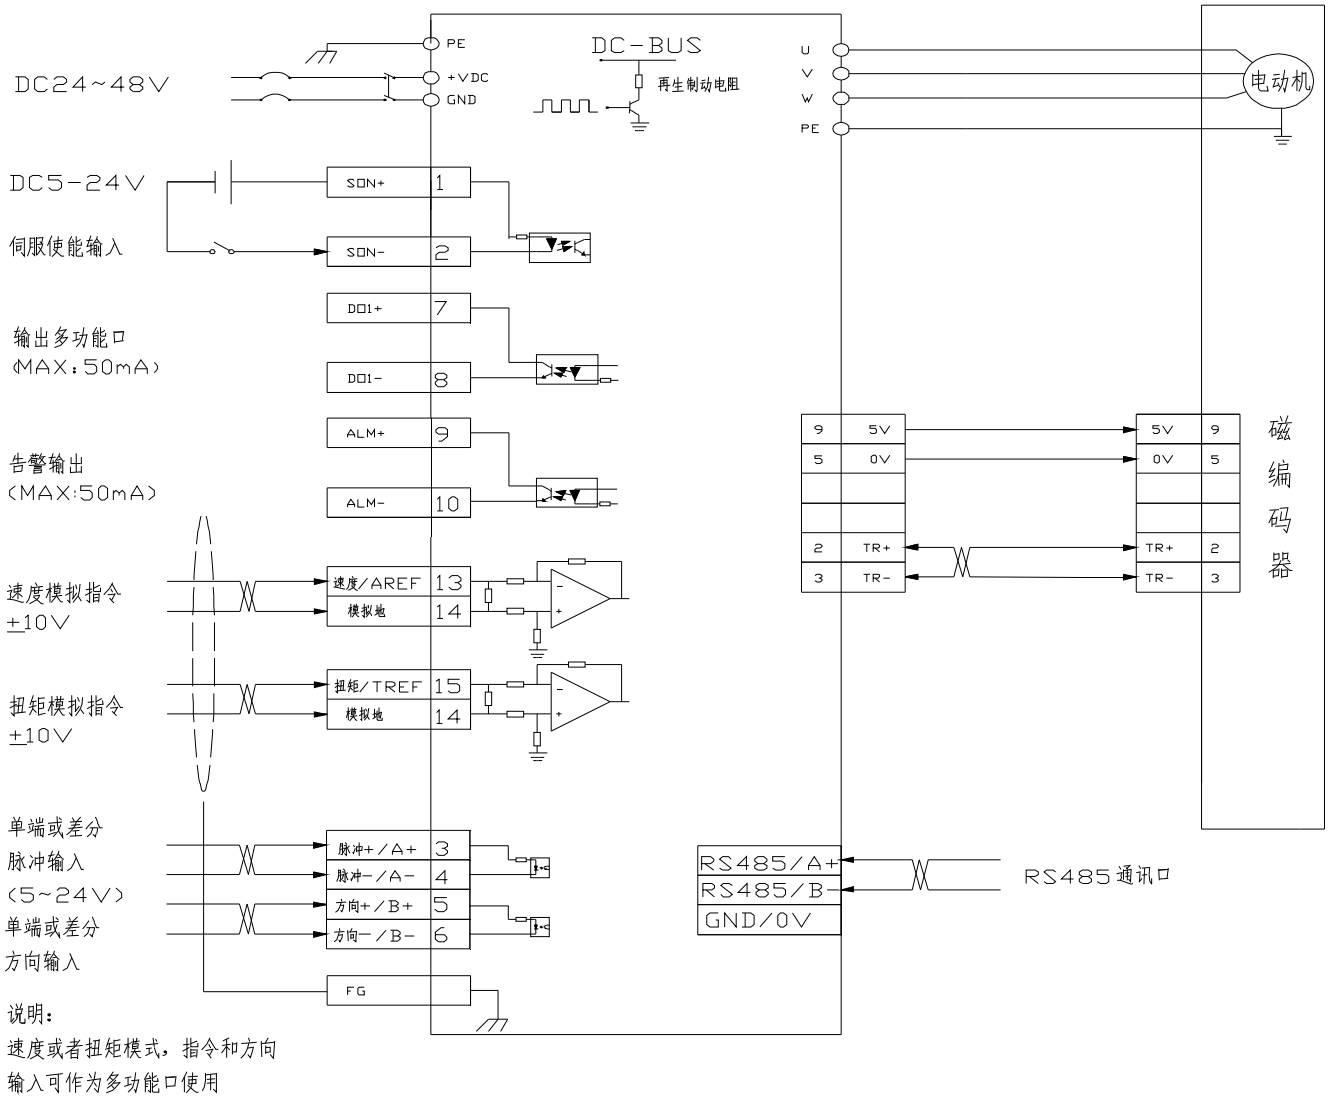 DC24~48V
PE
+VDC
GND
DC-BUS
再生制动电阻
U
V
W
PE
电动机
DC5-24V
SON+ 1
伺服使能输入
SON- 2
DO1+ 7
输出多功能口
(MAX:50mA)
DO1- 8
ALM+ 9
告警输出
(MAX:50mA)
ALM- 10
9 5V
5 0V
2 TR+
3 TR-
5V 9
0V 5
TR+ 2
TR- 3
磁
编
码
器
速度模拟指令
±10V
速度/AREF 13
模拟地 14
-
+
扭矩模拟指令
±10V
扭矩/TREF 15
模拟地 14
-
+
单端或差分
脉冲输入
(5~24V)
单端或差分
方向输入
脉冲+/A+ 3
脉冲-/A- 4
方向+/B+ 5
方向-/B- 6
FG
RS485/A+
RS485/B-
GND/0V
RS485通讯口
说明:
速度或者扭矩模式，指令和方向
输入可作为多功能口使用